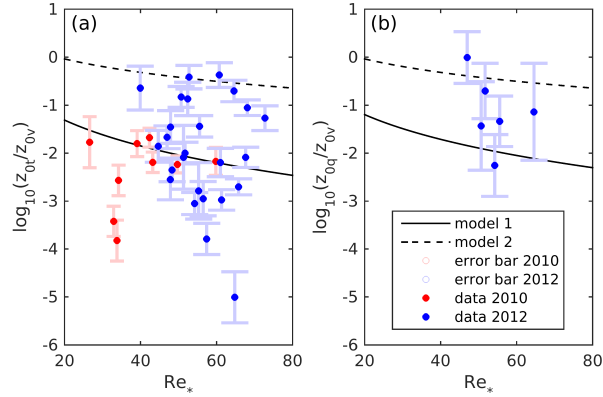 (a)
1
0
-1
-2
-3
-4
-5
-6
20
40
60
80
Re*
log10(z0t/z0v)
(b)
1
0
-1
-2
-3
-4
-5
-6
20
40
60
80
Re*
log10(z0q/z0v)
model 1
model 2
error bar 2010
error bar 2012
data 2010
data 2012